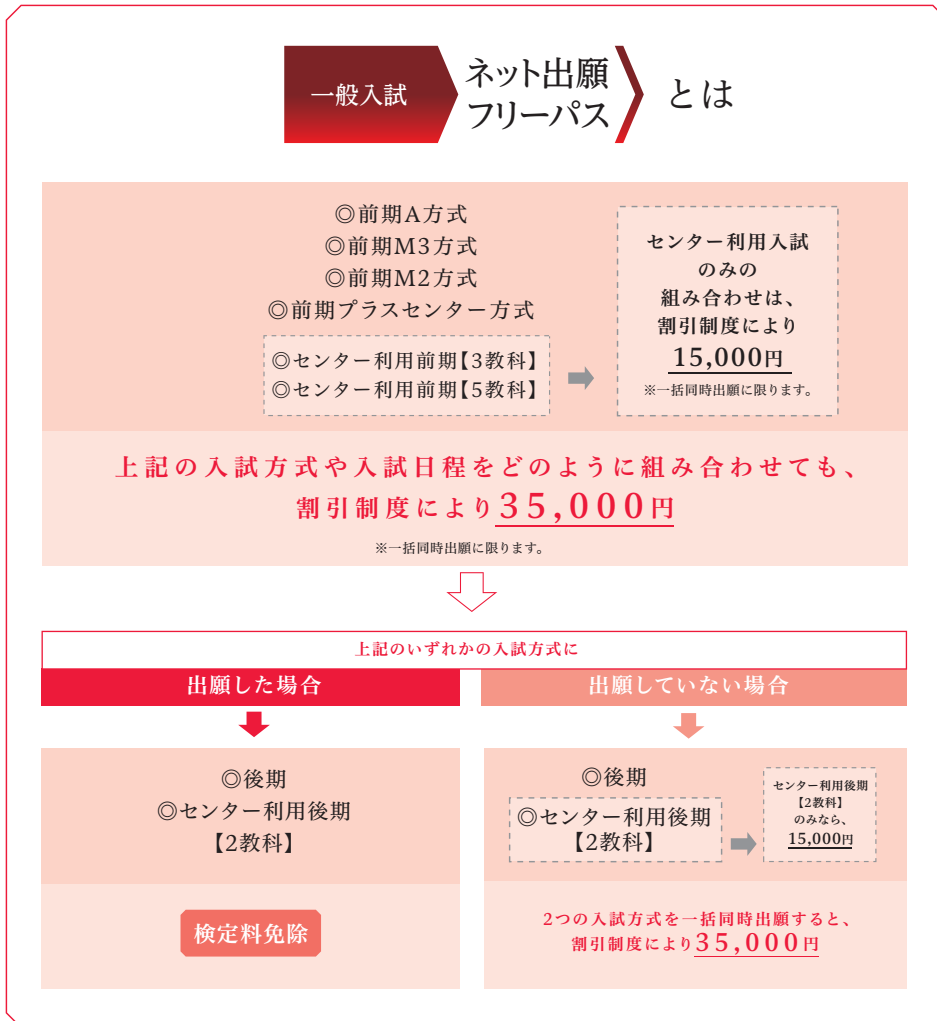 一般入試
ネット出願
フリーパス
とは
◎前期A方式
◎前期M3方式
◎前期M2方式
◎前期プラスセンター方式
◎センター利用前期【3教科】
◎センター利用前期【5教科】
センター利用入試
のみの
組み合わせは、
割引制度により
15,000円
※一括同時出願に限ります。
上記の入試方式や入試日程をどのように組み合わせても、
割引制度により35,000円
※一括同時出願に限ります。
上記のいずれかの入試方式に
出願した場合
◎後期
◎センター利用後期
【2教科】
検定料免除
出願していない場合
◎後期
◎センター利用後期
【2教科】
センター利用後期
【2教科】
のみなら、
15,000円
2つの入試方式を一括同時出願すると、
割引制度により35,000円